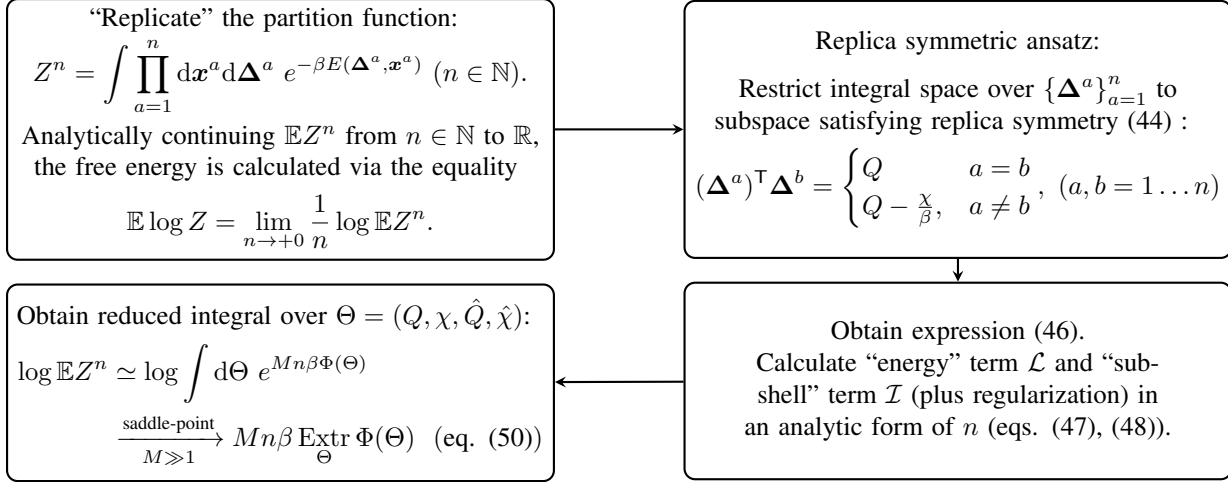 “Replicate” the partition function:
$Z^n = \int \prod_{a=1}^{n} \mathrm{d}\boldsymbol{x}^a \mathrm{d}\boldsymbol{\Delta}^a \; e^{-\beta E(\boldsymbol{\Delta}^a, \boldsymbol{x}^a)} \; (n \in \mathbb{N}).$
Analytically continuing $\mathbb{E}Z^n$ from $n \in \mathbb{N}$ to $\mathbb{R}$,
the free energy is calculated via the equality
$\mathbb{E} \log Z = \lim_{n \to +0} \frac{1}{n} \log \mathbb{E}Z^n.$
Replica symmetric ansatz:
Restrict integral space over $\{\boldsymbol{\Delta}^a\}_{a=1}^{n}$ to
subspace satisfying replica symmetry (44) :
$(\boldsymbol{\Delta}^a)^{\mathsf{T}} \boldsymbol{\Delta}^b = \begin{cases} Q & a = b \\ Q - \frac{\chi}{\beta}, & a \neq b \end{cases}, \; (a, b = 1 \ldots n)$
Obtain expression (46).
Calculate “energy” term $\mathcal{L}$ and “sub-
shell” term $\mathcal{I}$ (plus regularization) in
an analytic form of $n$ (eqs. (47), (48)).
Obtain reduced integral over $\Theta = (Q, \chi, \hat{Q}, \hat{\chi})$:
$\log \mathbb{E}Z^n \simeq \log \int \mathrm{d}\Theta \; e^{Mn\beta\Phi(\Theta)}$
$\xrightarrow[M \gg 1]{\text{saddle-point}} Mn\beta \operatorname*{Extr}_{\Theta} \Phi(\Theta)$ (eq. (50))